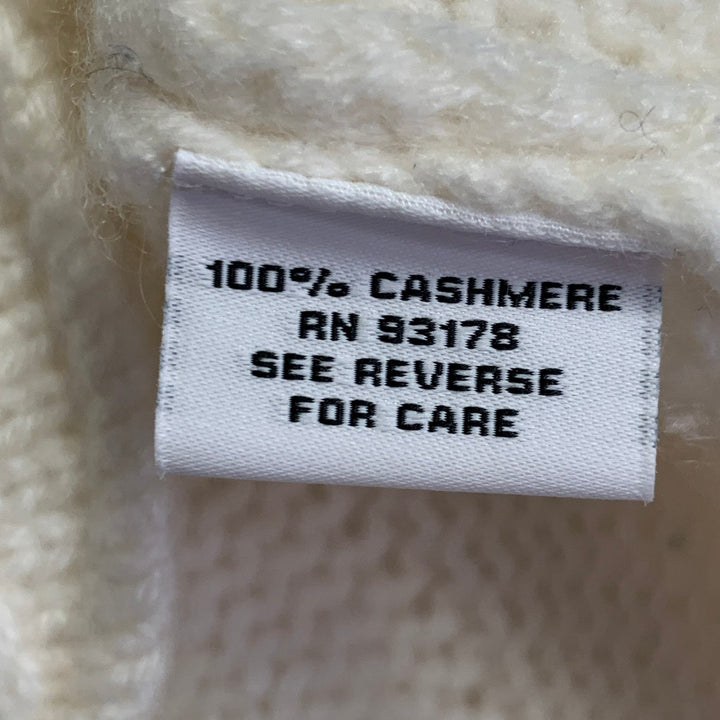 100% CASHMERE
RN 93178
SEE REVERSE
FOR CARE